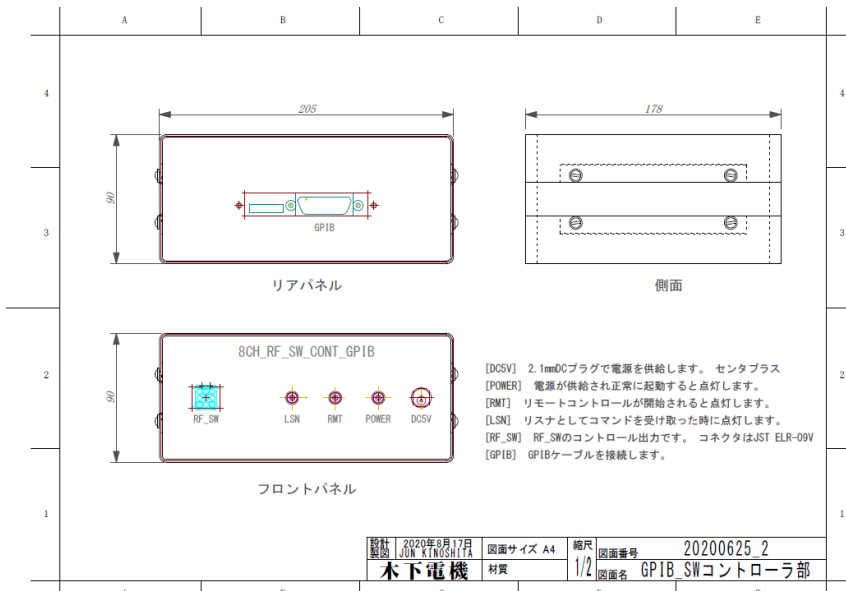 A B C D E
4 4
205
178
90
GPIB
3 3
リアパネル 側面
8CH_RF_SW_CONT_GPIB
90
2 2
RF_SW LSN RMT POWER DC5V
[DC5V] 2.1mmDCプラグで電源を供給します。 センタプラス
[POWER] 電源が供給され正常に起動すると点灯します。
[RMT] リモートコントロールが開始されると点灯します。
[LSN] リスナとしてコマンドを受け取った時に点灯します。
[RF_SW] RF_SWのコントロール出力です。 コネクタはJST ELR-09V
[GPIB] GPIBケーブルを接続します。
フロントパネル
1 1
設計 2020年8月17日 図面サイズ A4 縮尺 図面番号 20200625_2
製図 JUN KINOSHITA
木下電機 材質 1/2 図面名 GPIB_SWコントローラ部